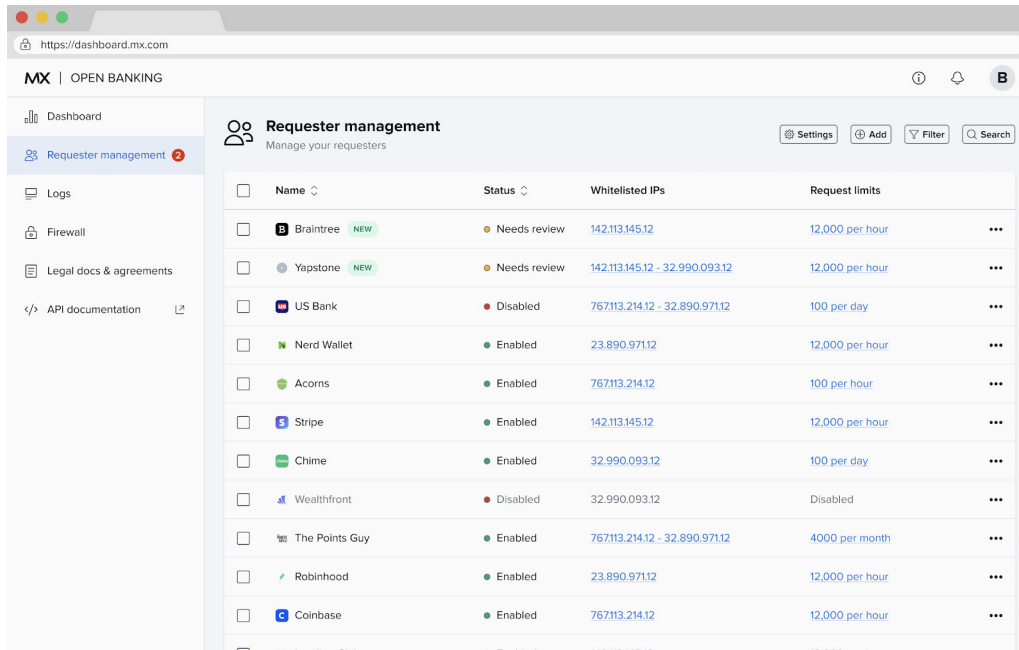 https://dashboard.mx.com
MX | OPEN BANKING
B
Dashboard
Requester management 2
Logs
Firewall
Legal docs & agreements
</> API documentation
Requester management
Manage your requesters
Settings
Add
Filter
Search
Name Status Whitelisted IPs Request limits
B Braintree NEW Needs review 142.113.145.12 12,000 per hour
Yapstone NEW Needs review 142.113.145.12 - 32.990.093.12 12,000 per hour
US US Bank Disabled 767.113.214.12 - 32.890.971.12 100 per day
Nerd Wallet Enabled 23.890.971.12 12,000 per hour
Acorns Enabled 767.113.214.12 100 per hour
S Stripe Enabled 142.113.145.12 12,000 per hour
chime Chime Enabled 32.990.093.12 100 per day
Wealthfront Disabled 32.990.093.12 Disabled
The Points Guy Enabled 767.113.214.12 - 32.890.971.12 4000 per month
Robinhood Enabled 23.890.971.12 12,000 per hour
C Coinbase Enabled 767.113.214.12 12,000 per hour